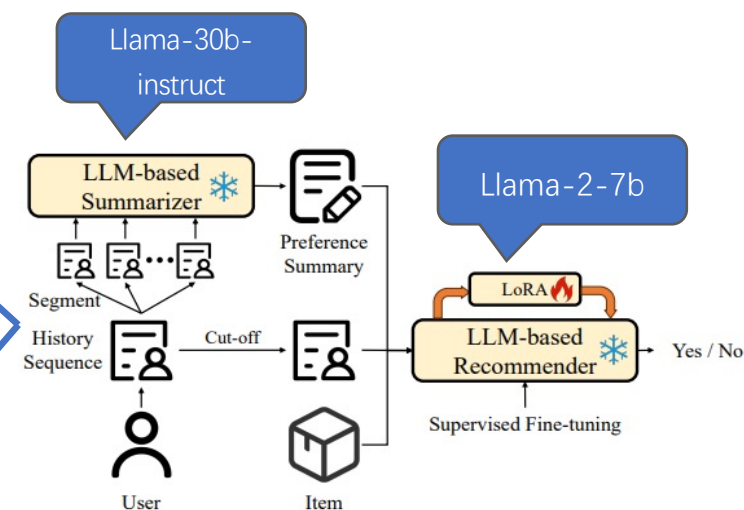 Llama-30b-
instruct
LLM-based
Summarizer
Preference
Summary
Llama-2-7b
Segment
LoRA
History
Sequence
Cut-off
LLM-based
Recommender
Yes / No
Supervised Fine-tuning
User
Item